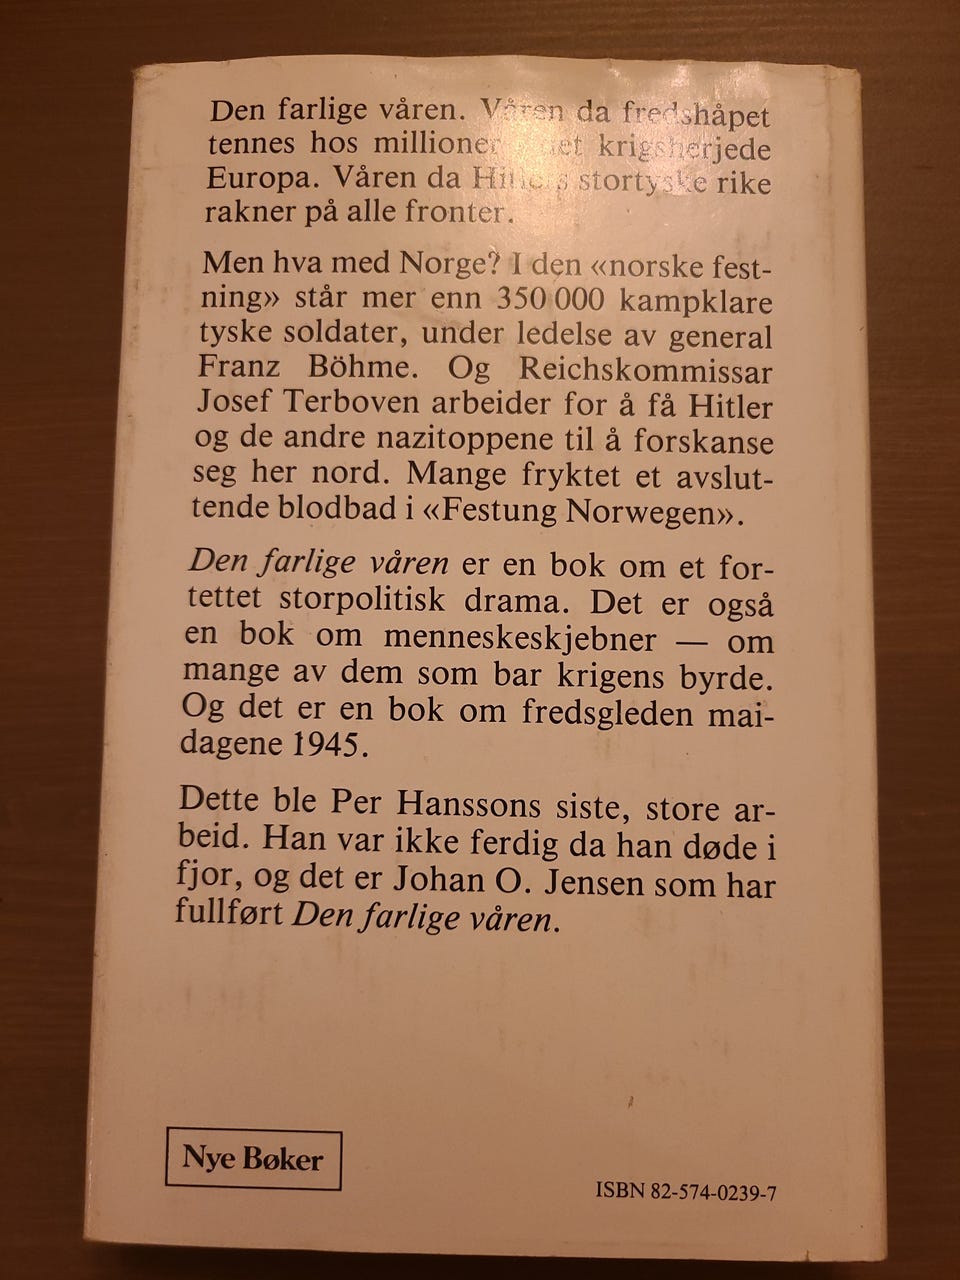 Den farlige våren. Våren da fredshåpet
tennes hos millioner i det krigsherjede
Europa. Våren da Hitlers stortyske rike
rakner på alle fronter.
Men hva med Norge? I den «norske fest-
ning» står mer enn 350 000 kampklare
tyske soldater, under ledelse av general
Franz Böhme. Og Reichskommissar
Josef Terboven arbeider for å få Hitler
og de andre nazitoppene til å forskanse
seg her nord. Mange fryktet et avslut-
tende blodbad i «Festung Norwegen».
Den farlige våren er en bok om et for-
tettet storpolitisk drama. Det er også
en bok om menneskeskjebner — om
mange av dem som bar krigens byrde.
Og det er en bok om fredsgleden mai-
dagene 1945.
Dette ble Per Hanssons siste, store ar-
beid. Han var ikke ferdig da han døde i
fjor, og det er Johan O. Jensen som har
fullført Den farlige våren.
Nye Bøker
ISBN 82-574-0239-7